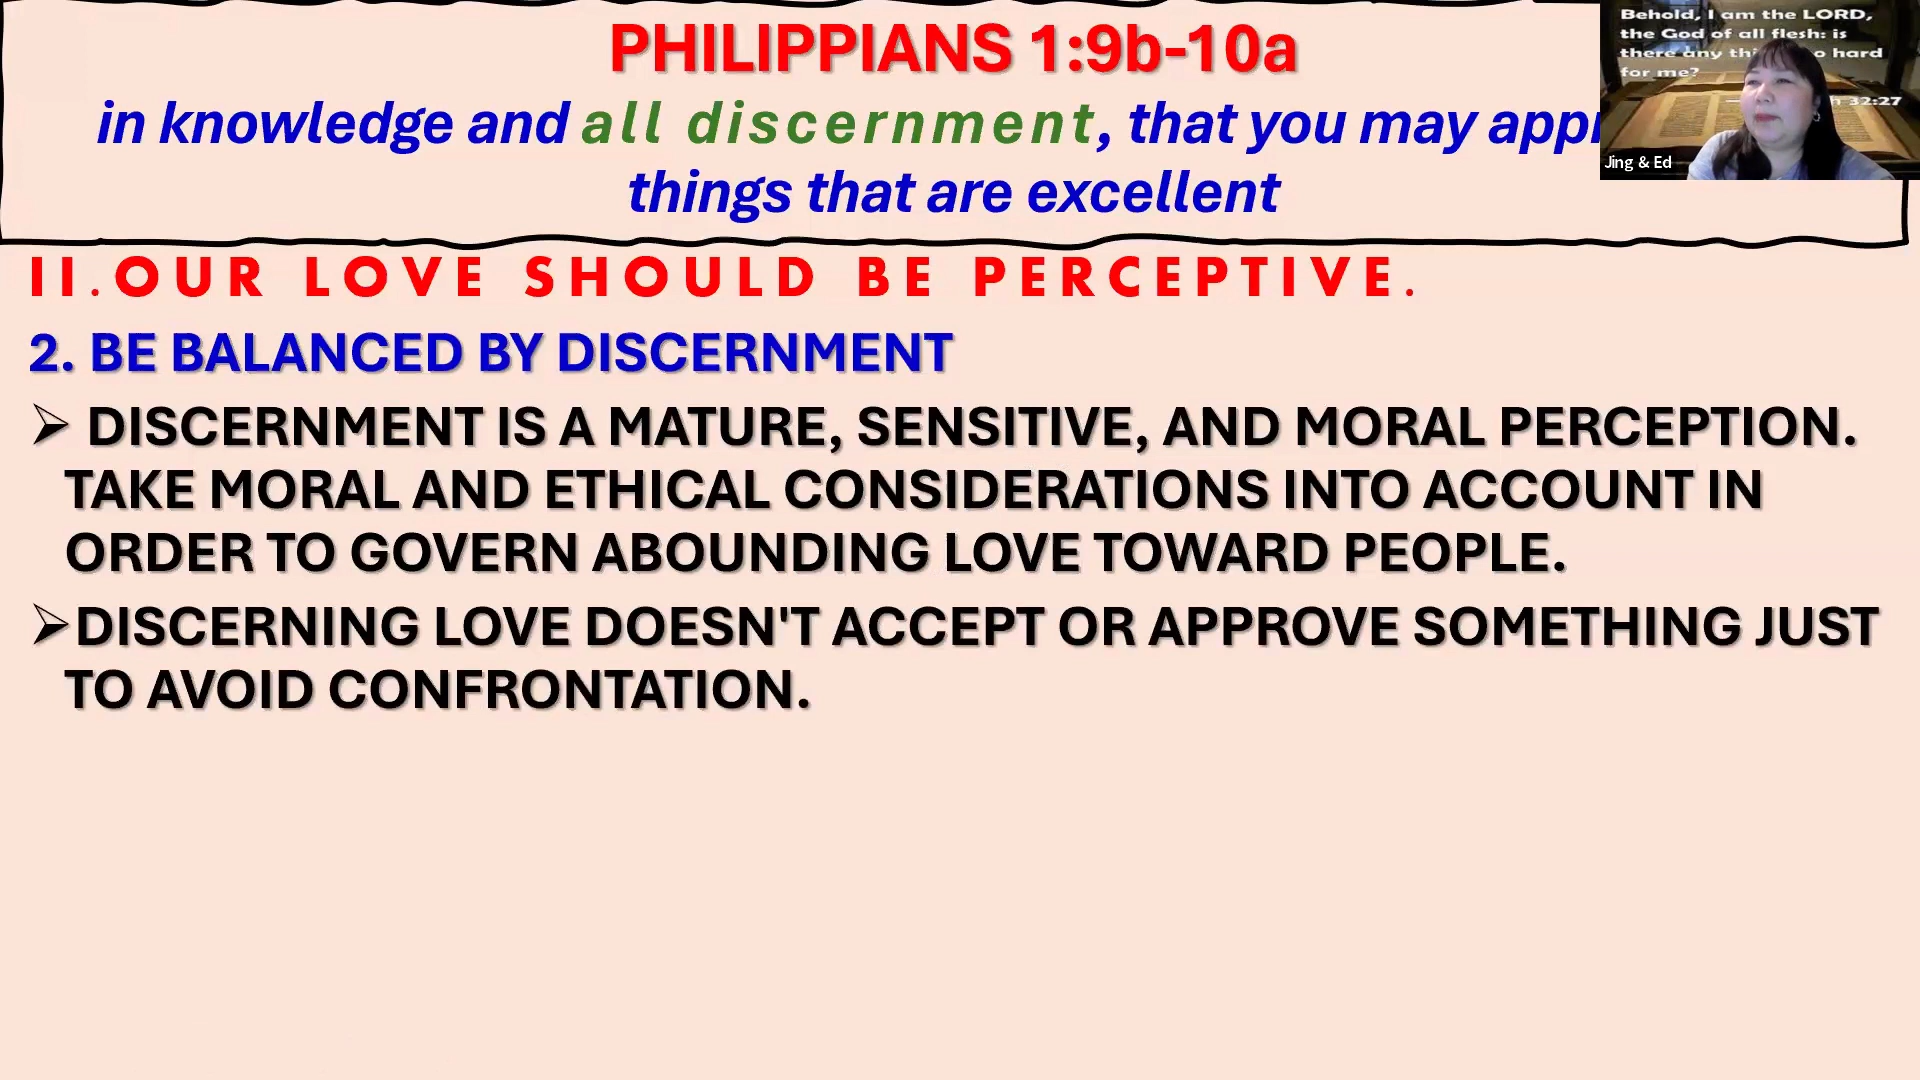 PHILIPPIANS 1:9b-10a
in knowledge and all discernment, that you may
things that are excellent
II.OUR LOVE SHOULD BE PERCEPTIVE.
2. BE BALANCED BY DISCERNMENT
➢ DISCERNMENT IS A MATURE, SENSITIVE, AND MORAL PERCEPTION.
TAKE MORAL AND ETHICAL CONSIDERATIONS INTO ACCOUNT IN
ORDER TO GOVERN ABOUNDING LOVE TOWARD PEOPLE.
➢DISCERNING LOVE DOESN'T ACCEPT OR APPROVE SOMETHING JUST
TO AVOID CONFRONTATION.
Behold, I am the LORD,
the God of all flesh: is
there any hard
for me?
32:27
Jing & Ed